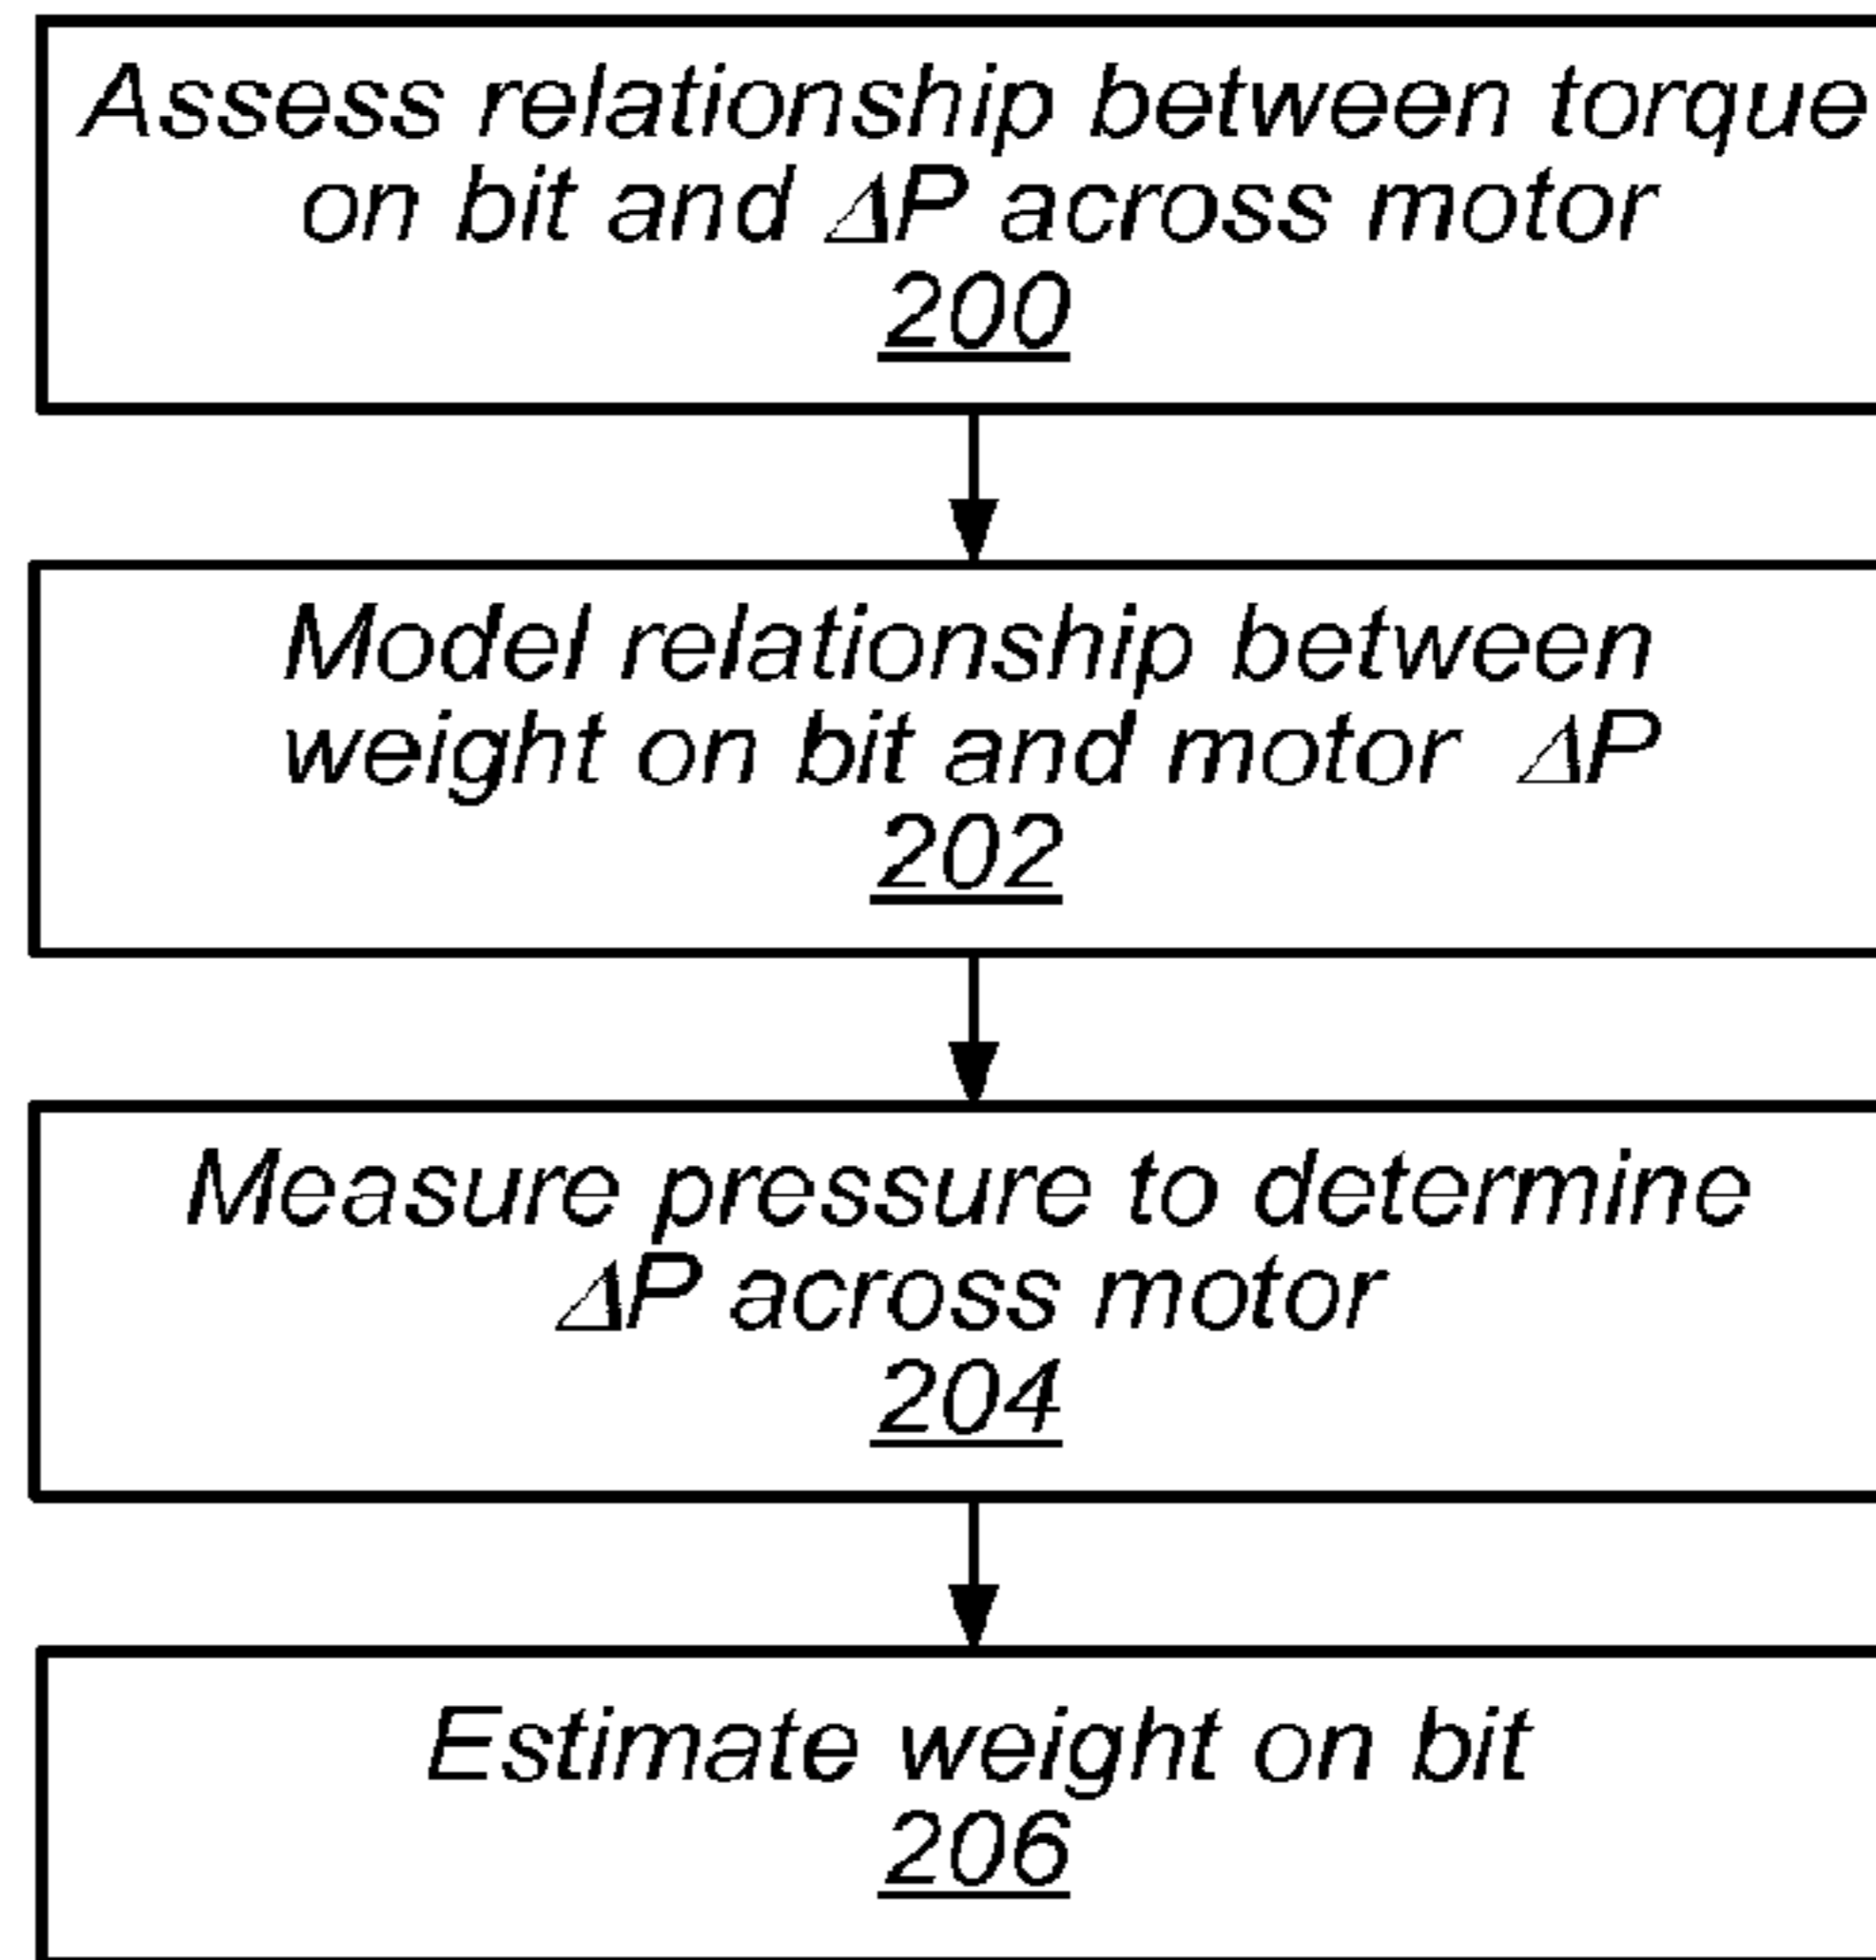 Assess relationship between torque
on bit and ΔP across motor
200
Model relationship between
weight on bit and motor ΔP
202
Measure pressure to determine
ΔP across motor
204
Estimate weight on bit
206